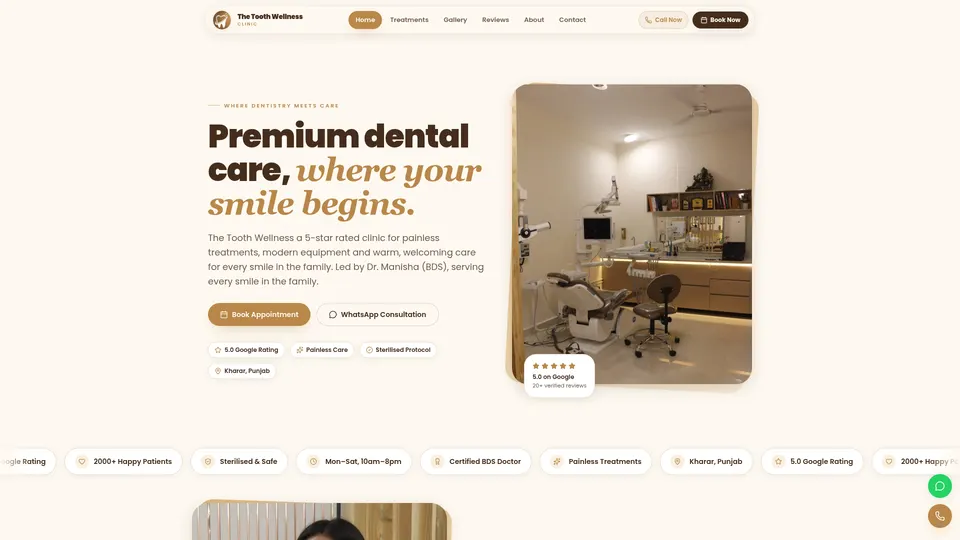 The Tooth Wellness
CLINIC
Home
Treatments
Gallery
Reviews
About
Contact
Call Now
Book Now
WHERE DENTISTRY MEETS CARE
Premium dental
care, where your
smile begins.
The Tooth Wellness a 5-star rated clinic for painless
treatments, modern equipment and warm, welcoming care
for every smile in the family. Led by Dr. Manisha (BDS), serving
every smile in the family.
Book Appointment
WhatsApp Consultation
5.0 Google Rating
Painless Care
Sterilised Protocol
Kharar, Punjab
5.0 on Google
20+ verified reviews
ogle Rating
2000+ Happy Patients
Sterilised & Safe
Mon–Sat, 10am–8pm
Certified BDS Doctor
Painless Treatments
Kharar, Punjab
5.0 Google Rating
2000+ Happy